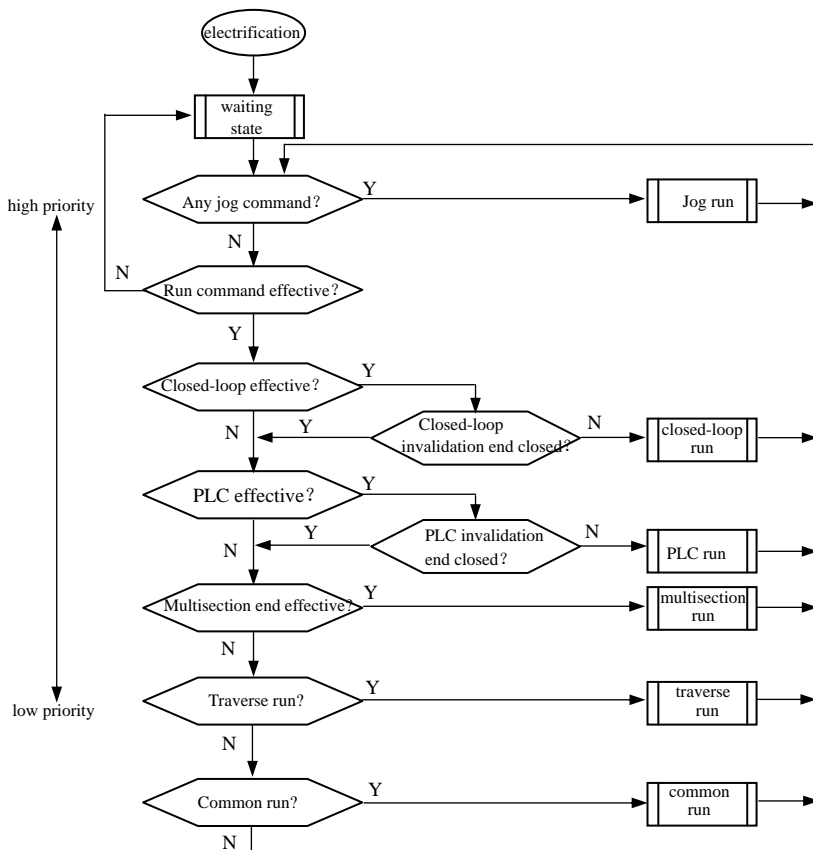 electrification
waiting
state
Any jog command?
Y
Jog run
high priority
N
N
Run command effective?
Y
Closed-loop effective?
Y
N
Y
Closed-loop
invalidation end closed?
N
closed-loop
run
PLC effective?
Y
N
Y
PLC invalidation
end closed?
N
PLC run
Multisection end effective?
Y
multisection
run
N
Traverse run?
Y
traverse
run
low priority
N
Common run?
Y
common
run
N